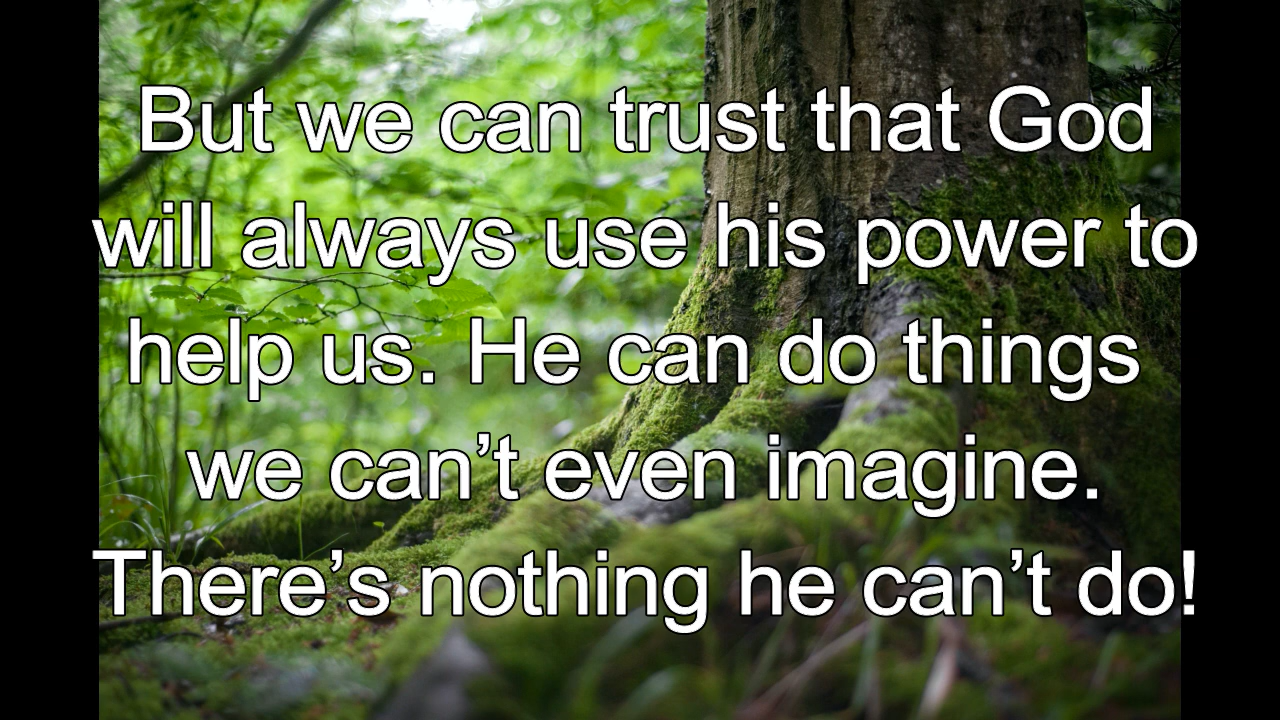 But we can trust that God
will always use his power to
help us. He can do things
we can’t even imagine.
There’s nothing he can’t do!